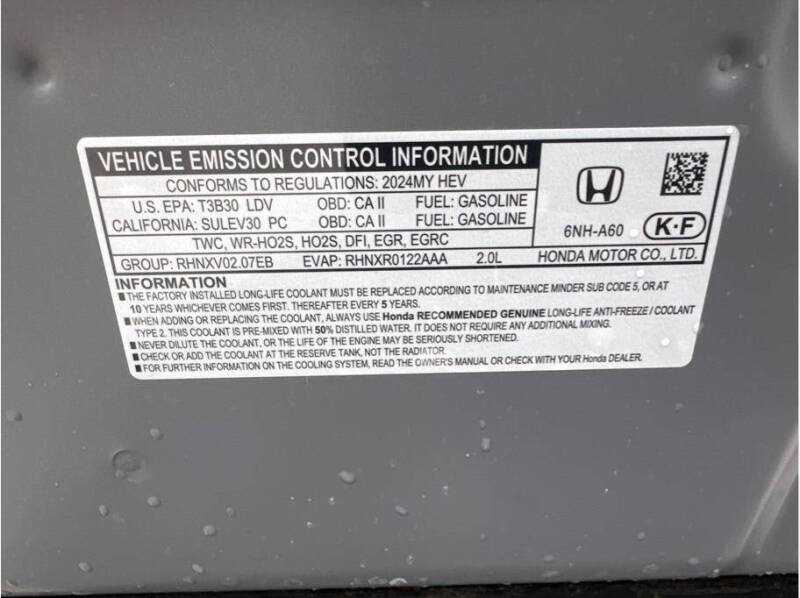 VEHICLE EMISSION CONTROL INFORMATION
CONFORMS TO REGULATIONS: 2024MY HEV
U.S. EPA: T3B30 LDV OBD: CA II FUEL: GASOLINE
CALIFORNIA: SULEV30 PC OBD: CA II FUEL: GASOLINE
TWC, WR-HO2S, HO2S, DFI, EGR, EGRC
GROUP: RHNXV02.07EB EVAP: RHNXR0122AAA 2.0L
6NH-A60 K·F
HONDA MOTOR CO., LTD.
INFORMATION
■THE FACTORY INSTALLED LONG-LIFE COOLANT MUST BE REPLACED ACCORDING TO MAINTENANCE MINDER SUB CODE 5, OR AT
10 YEARS WHICHEVER COMES FIRST. THEREAFTER EVERY 5 YEARS.
■WHEN ADDING OR REPLACING THE COOLANT, ALWAYS USE Honda RECOMMENDED GENUINE LONG-LIFE ANTI-FREEZE / COOLANT
TYPE 2. THIS COOLANT IS PRE-MIXED WITH 50% DISTILLED WATER. IT DOES NOT REQUIRE ANY ADDITIONAL MIXING.
■NEVER DILUTE THE COOLANT, OR THE LIFE OF THE ENGINE MAY BE SERIOUSLY SHORTENED.
■CHECK OR ADD THE COOLANT AT THE RESERVE TANK, NOT THE RADIATOR.
■FOR FURTHER INFORMATION ON THE COOLING SYSTEM, READ THE OWNER'S MANUAL OR CHECK WITH YOUR Honda DEALER.